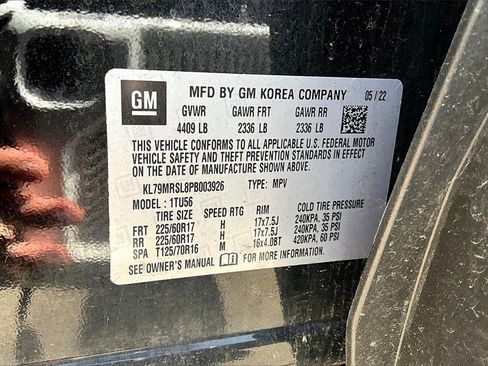 GM
MFD BY GM KOREA COMPANY 05/22
GVWR GAWR FRT GAWR RR
4409 LB 2336 LB 2336 LB
THIS VEHICLE CONFORMS TO ALL APPLICABLE U.S. FEDERAL MOTOR
VEHICLE SAFETY AND THEFT PREVENTION STANDARDS IN EFFECT
ON THE DATE OF MANUFACTURE SHOWN ABOVE.
KL79MRSL8PB003926 TYPE: MPV
MODEL: 1TU56
TIRE SIZE SPEED RTG RIM COLD TIRE PRESSURE
FRT 225/60R17 H 17x7.5J 240KPA, 35 PSI
RR 225/60R17 H 17x7.5J 240KPA, 35 PSI
SPA T125/70R16 M 16x4.0BT 420KPA, 60 PSI
SEE OWNER'S MANUAL FOR MORE INFORMATION.